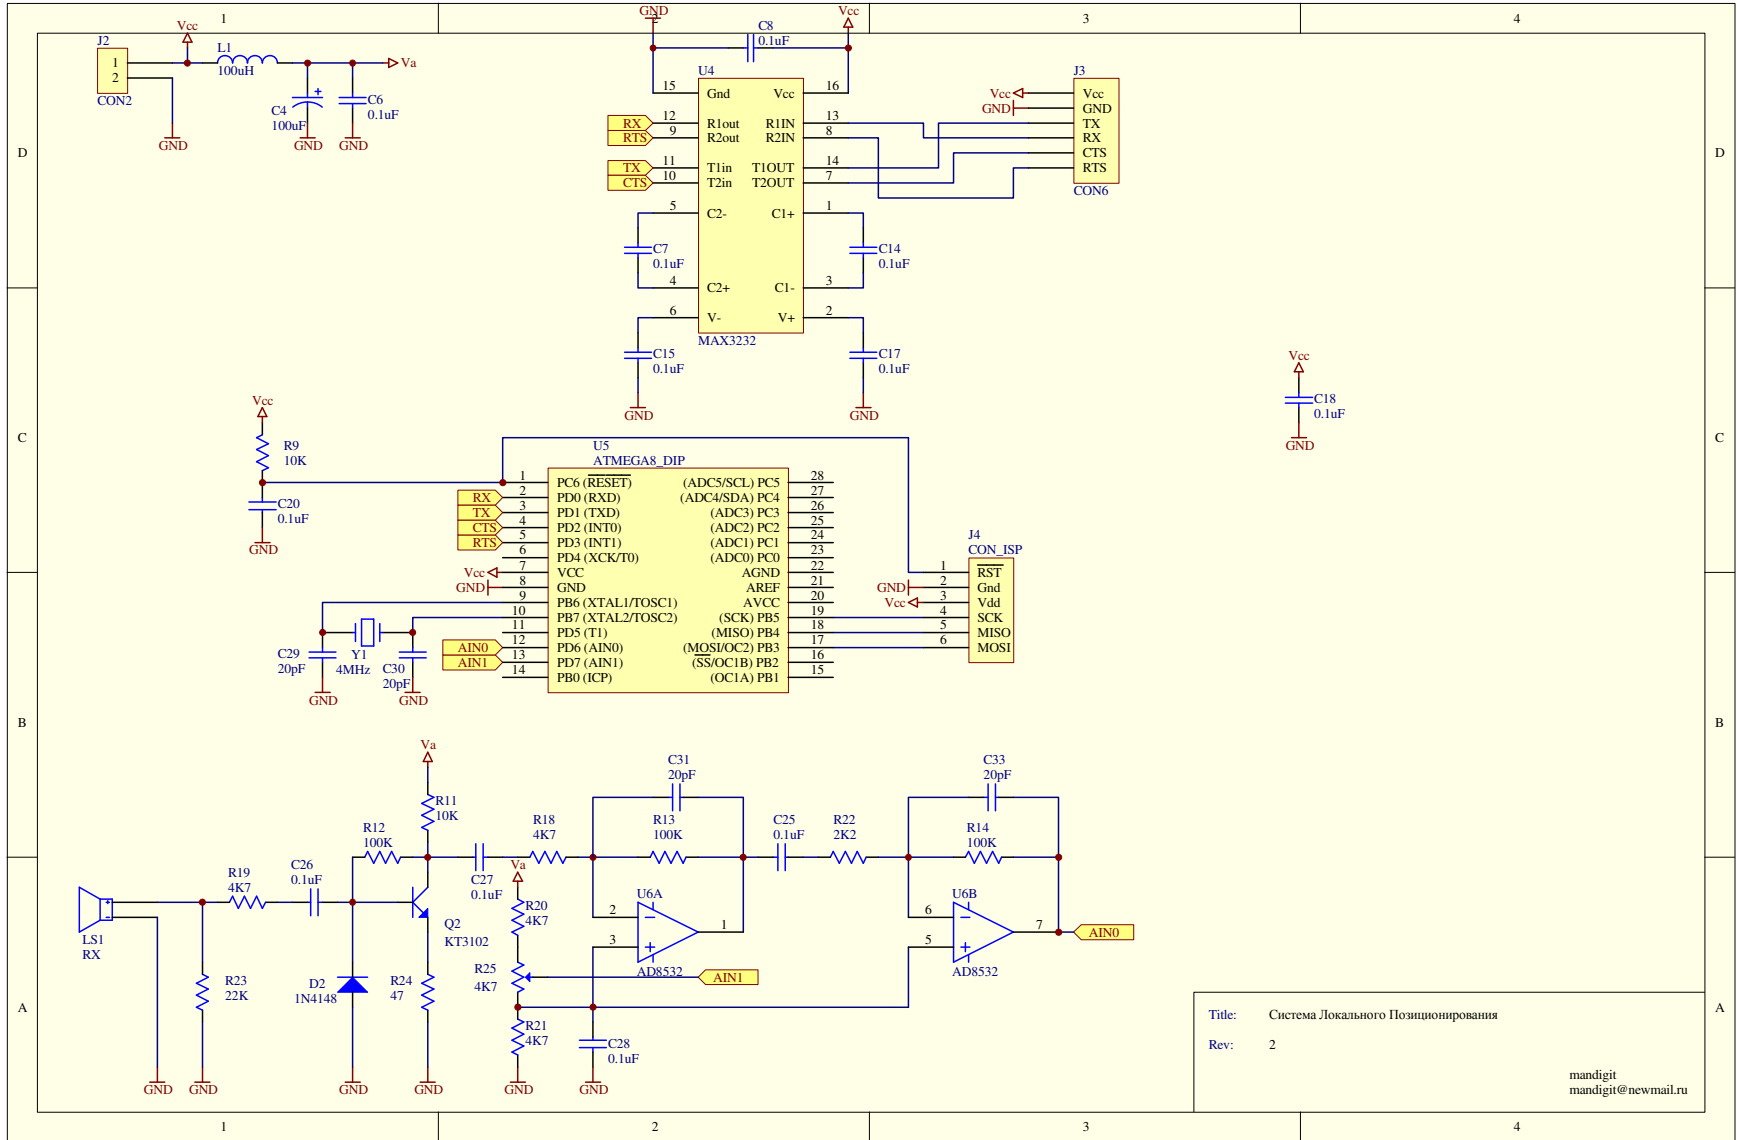 1
2
3
4
D
C
B
A
D
C
B
A
1
2
3
4
J2
1
2
CON2
Vcc
L1
100uH
Va
C4
100uF
+
C6
0.1uF
GND
GND
GND
GND
Vcc
C8
0.1uF
U4
15
Gnd
Vcc
16
RX
12
R1out
R1IN
13
RTS
9
R2out
R2IN
8
TX
11
T1in
T1OUT
14
CTS
10
T2in
T2OUT
7
5
C2-
C1+
1
C7
0.1uF
C14
0.1uF
4
C2+
C1-
3
6
V-
V+
2
MAX3232
C15
0.1uF
C17
0.1uF
GND
GND
J3
Vcc
Vcc
GND
GND
TX
RX
CTS
RTS
CON6
Vcc
C18
0.1uF
GND
Vcc
R9
10K
C20
0.1uF
GND
U5
ATMEGA8_DIP
1
PC6 (RESET)
(ADC5/SCL) PC5
28
RX
2
PD0 (RXD)
(ADC4/SDA) PC4
27
TX
3
PD1 (TXD)
(ADC3) PC3
26
CTS
4
PD2 (INT0)
(ADC2) PC2
25
RTS
5
PD3 (INT1)
(ADC1) PC1
24
6
PD4 (XCK/T0)
(ADC0) PC0
23
Vcc
7
VCC
AGND
22
GND
8
GND
AREF
21
9
PB6 (XTAL1/TOSC1)
AVCC
20
10
PB7 (XTAL2/TOSC2)
(SCK) PB5
19
11
PD5 (T1)
(MISO) PB4
18
AIN0
12
PD6 (AIN0)
(MOSI/OC2) PB3
17
AIN1
13
PD7 (AIN1)
(SS/OC1B) PB2
16
14
PB0 (ICP)
(OC1A) PB1
15
C29
20pF
Y1
4MHz
C30
20pF
GND
GND
J4
CON_ISP
1
RST
GND
2
Gnd
Vcc
3
Vdd
4
SCK
5
MISO
6
MOSI
Va
R11
10K
R12
100K
C31
20pF
R18
4K7
R13
100K
C25
0.1uF
R22
2K2
C33
20pF
R14
100K
R19
4K7
C26
0.1uF
C27
0.1uF
Va
LS1
RX
R23
22K
D2
1N4148
Q2
KT3102
R24
47
R20
4K7
R25
4K7
R21
4K7
C28
0.1uF
U6A
2
3
1
AD8532
AIN1
U6B
6
5
7
AD8532
AIN0
GND
GND
GND
GND
GND
GND
Title: Система Локального Позиционирования
Rev: 2
mandigit
mandigit@newmail.ru